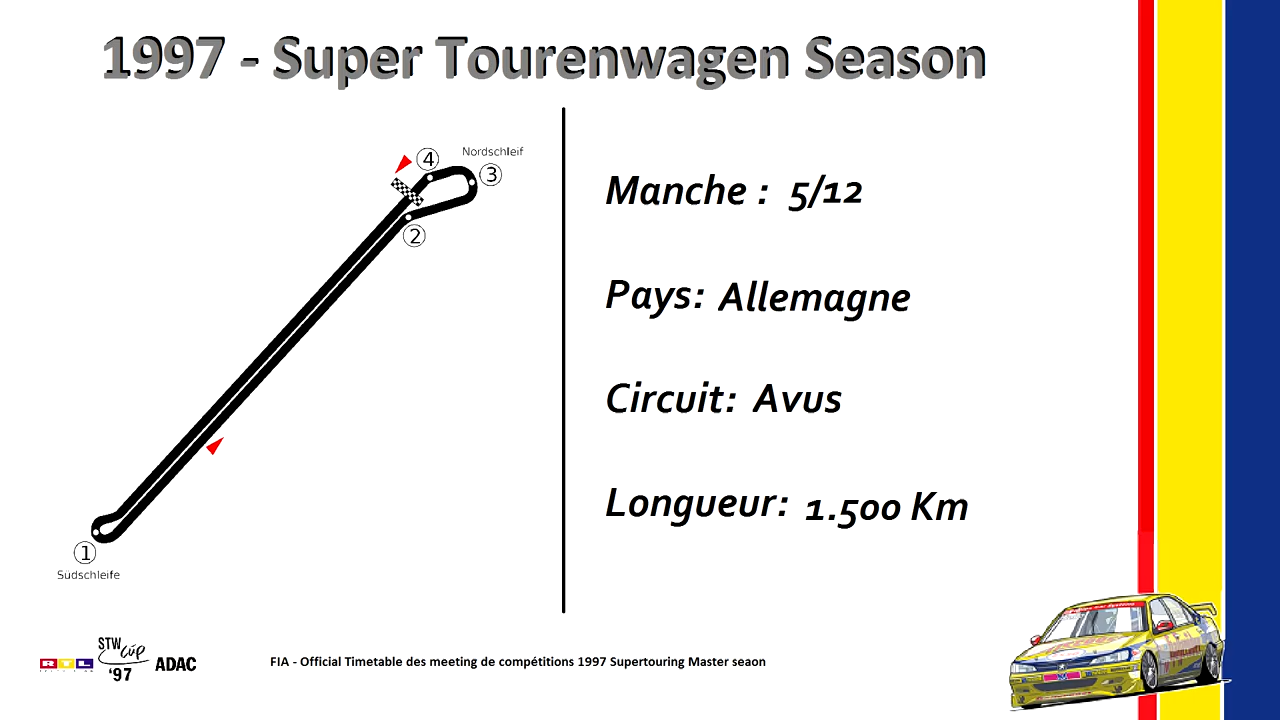 1997 - Super Tourenwagen Season
Nordschleif
4
3
2
1
Südschleife
Manche : 5/12
Pays: Allemagne
Circuit: Avus
Longueur: 1.500 Km
RTL
STW
cup
'97
ADAC
FIA - Official Timetable des meeting de compétitions 1997 Supertouring Master seaon